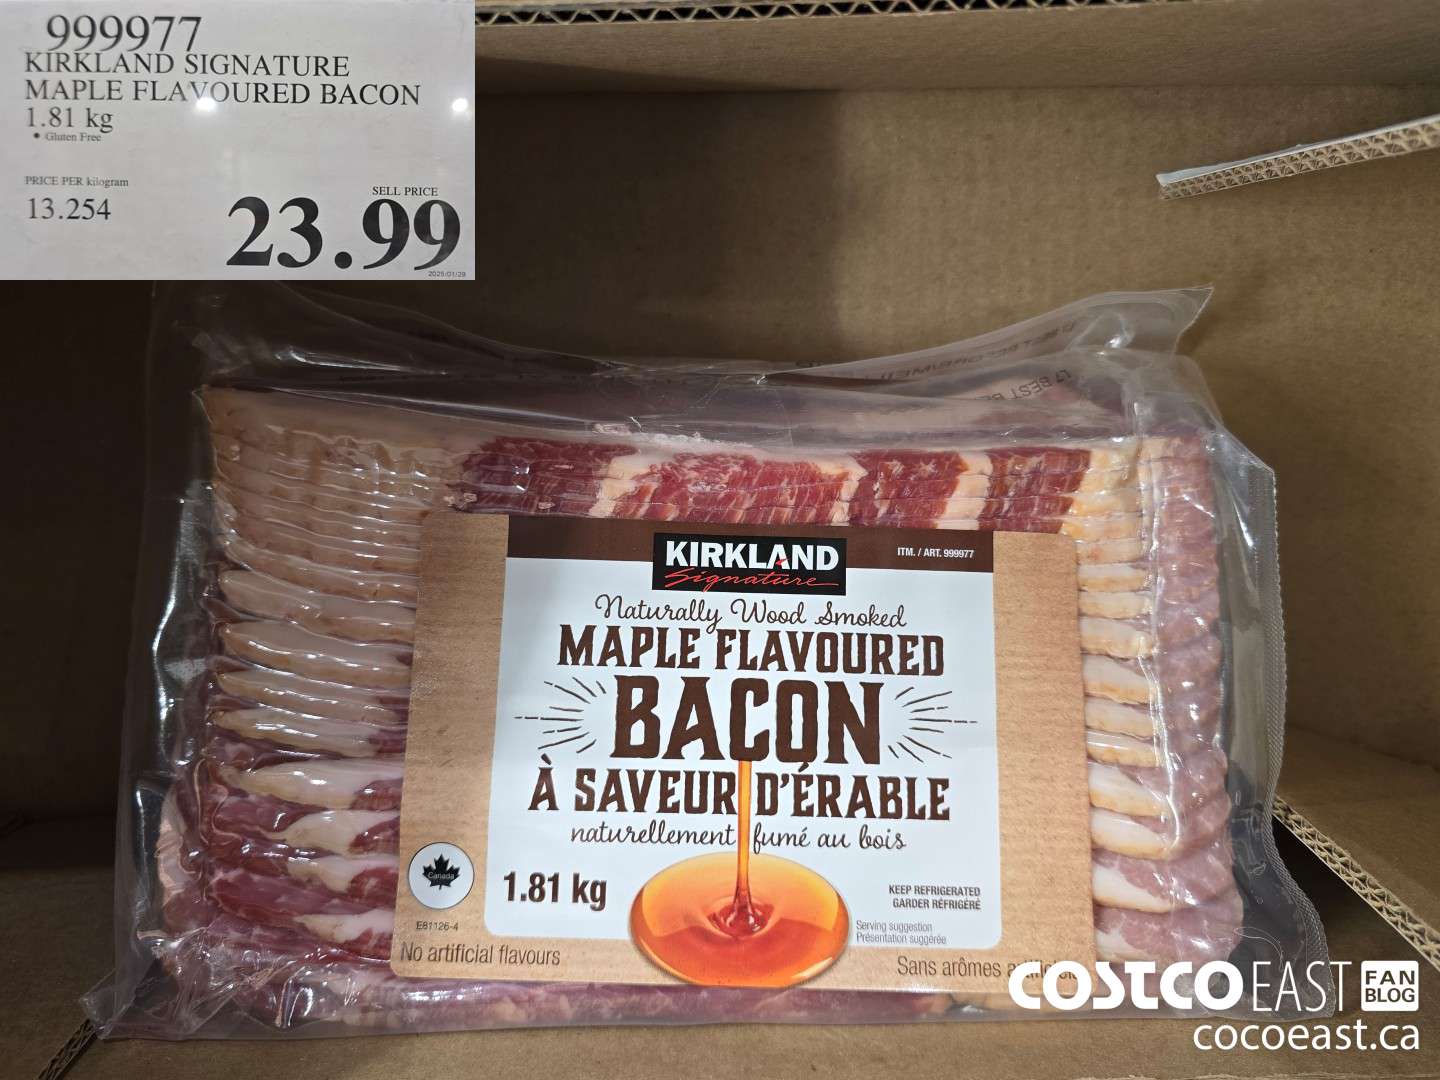 999977
KIRKLAND SIGNATURE
MAPLE FLAVOURED BACON
1.81 kg
• Gluten Free
PRICE PER kilogram
13.254
SELL PRICE
23.99
2025/01/29
BEST
KIRKLAND
Signature
ITM. / ART. 999977
Naturally Wood Smoked
MAPLE FLAVOURED
BACON
À SAVEUR D'ÉRABLE
naturellement fumé au bois
Canada
1.81 kg
KEEP REFRIGERATED
GARDER RÉFRIGÉRÉ
E81126-4
Serving suggestion
Présentation suggérée
No artificial flavours
Sans arômes
COSTCO EAST FAN
BLOG
cocoeast.ca